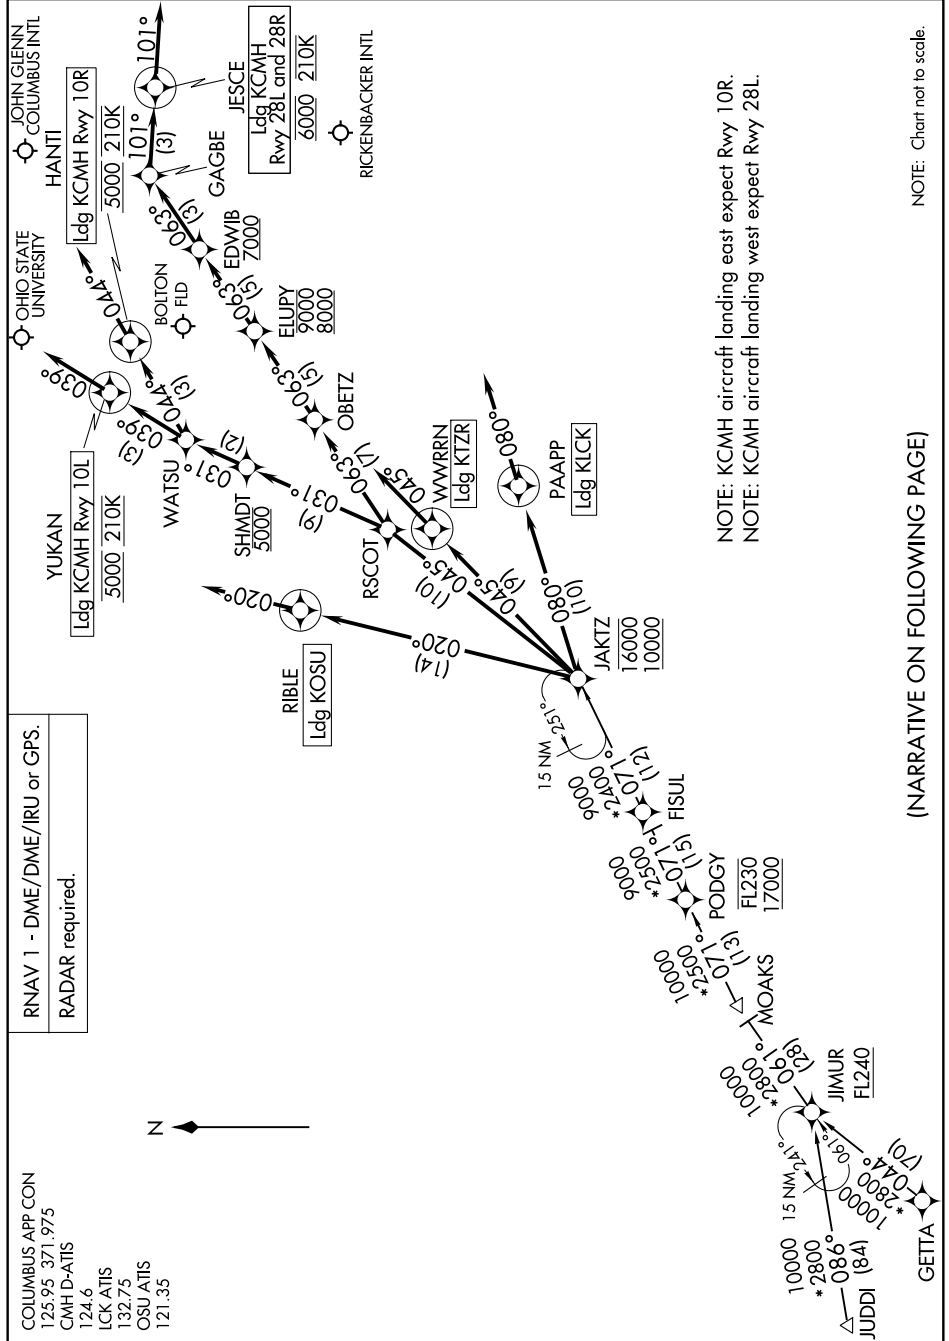 COLUMBUS APP CON
125.95 371.975
CMH D-ATIS
124.6
LCK ATIS
132.75
OSU ATIS
121.35
RNAV 1 - DME/DME/IRU or GPS.
RADAR required.
N
JUDDI
10000
*2800
086°
(84)
GETTA
10000
*2800
044°
(70)
15 NM
241°
061°
JIMUR
FL240
10000
*2800
061°
(28)
MOAKS
10000
*2500
071°
(13)
PODGY
FL230
17000
9000
*2500
071°
(15)
FISUL
9000
*2400
071°
(12)
15 NM
251°
JAKTZ
16000
10000
020°
(14)
RIBLE
Ldg KOSU
020°
045°
(10)
RSCOT
045°
(9)
WWRRN
Ldg KTZR
045°
080°
(10)
PAAPP
Ldg KLCK
080°
031°
(9)
SHMDT
5000
031°
(2)
WATSU
039°
(3)
YUKAN
Ldg KCMH Rwy 10L
5000 210K
039°
044°
(3)
HANTI
Ldg KCMH Rwy 10R
5000 210K
044°
063°
(7)
OBETZ
063°
(5)
ELUPY
9000
8000
063°
(5)
EDWIB
7000
063°
(3)
GAGBE
101°
(3)
JESCE
Ldg KCMH
Rwy 28L and 28R
6000 210K
101°
OHIO STATE
UNIVERSITY
JOHN GLENN
COLUMBUS INTL
BOLTON
FLD
RICKENBACKER INTL
NOTE: KCMH aircraft landing east expect Rwy 10R.
NOTE: KCMH aircraft landing west expect Rwy 28L.
(NARRATIVE ON FOLLOWING PAGE)
NOTE: Chart not to scale.